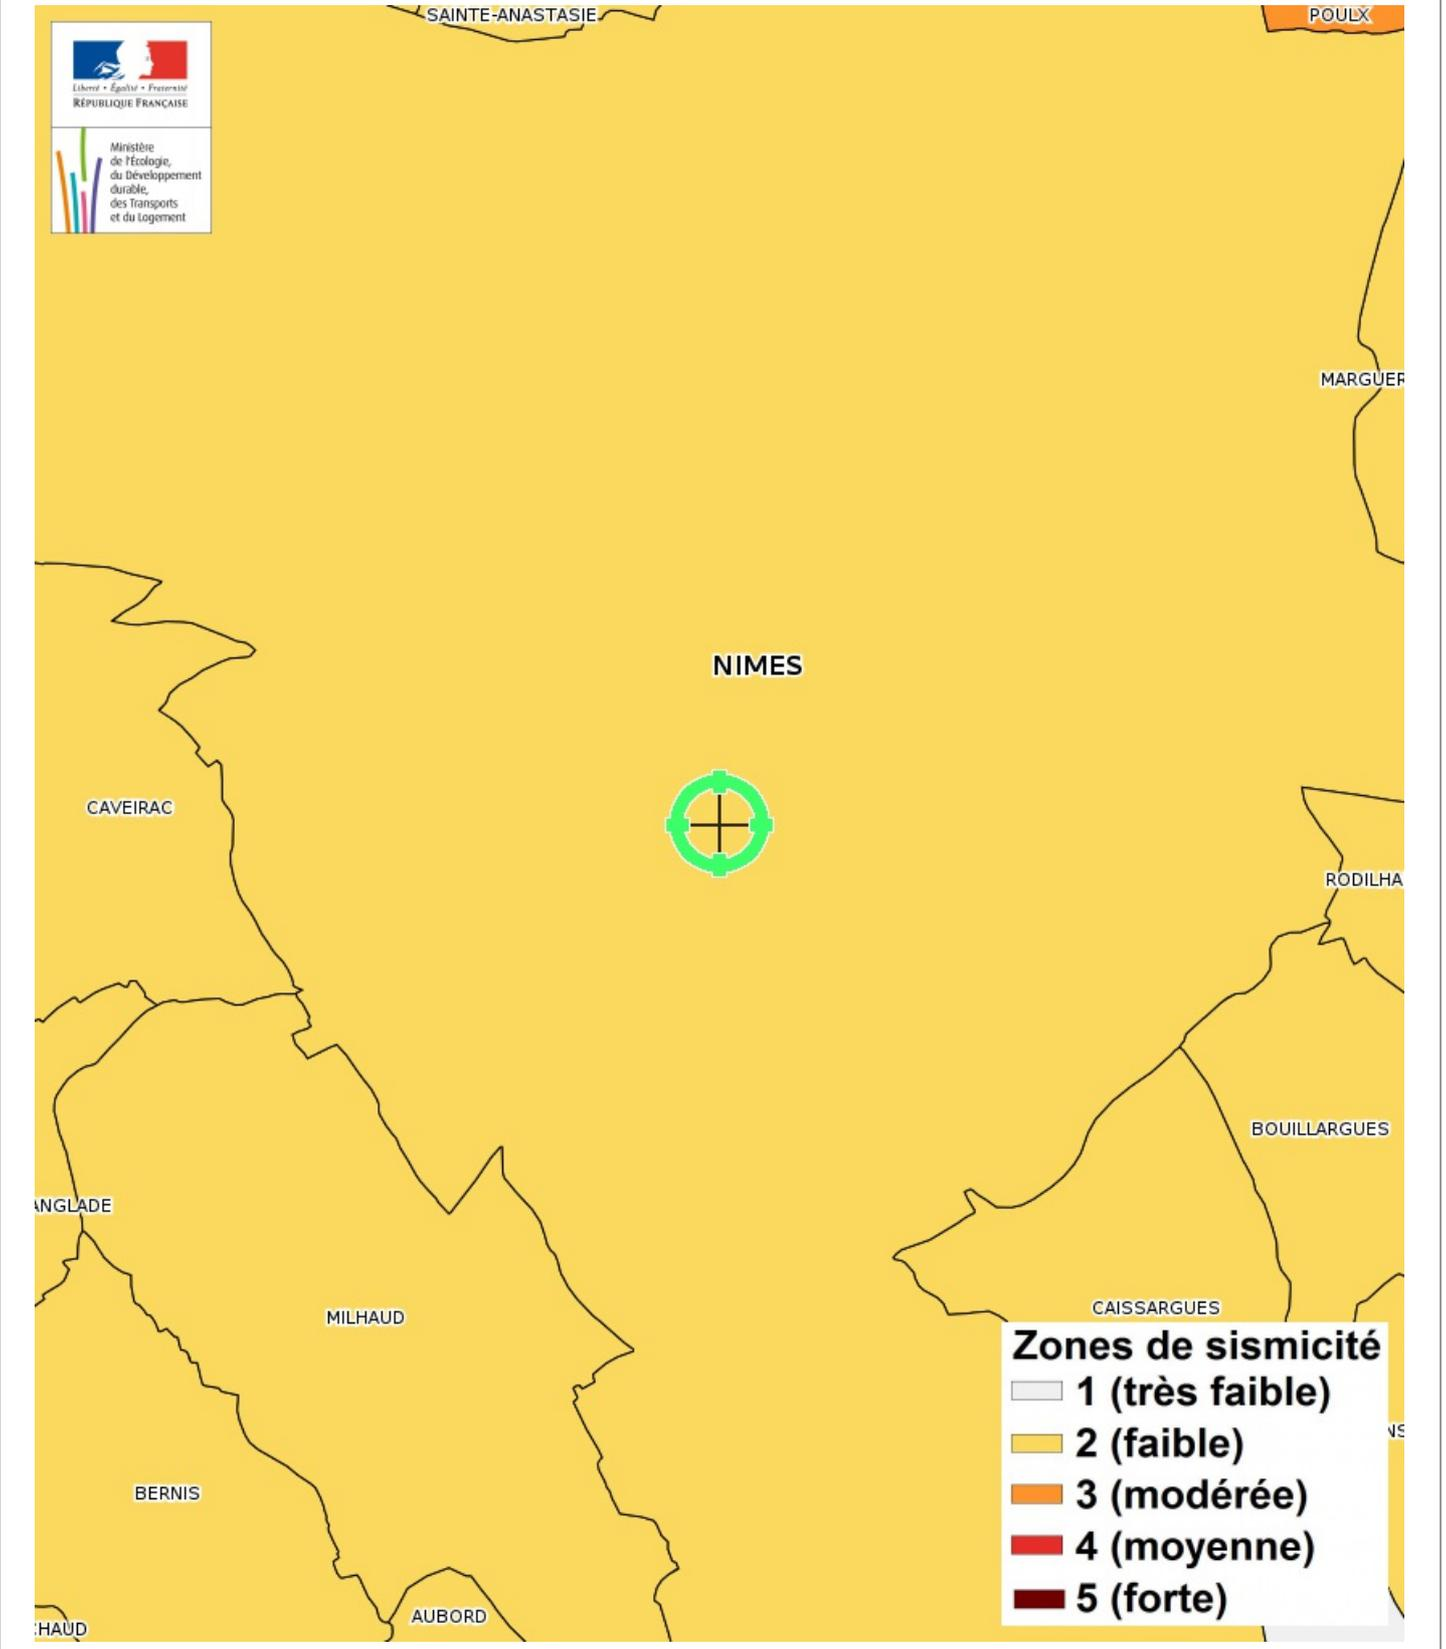 SAINTE-ANASTASIE
POULX
Liberté • Égalité • Fraternité
RÉPUBLIQUE FRANÇAISE
Ministère
de l'Écologie,
du Développement
durable,
des Transports
et du Logement
MARGUER
NIMES
CAVEIRAC
RODILHA
BOUILLARGUES
ANGLADE
CAISSARGUES
MILHAUD
Zones de sismicité
1 (très faible)
2 (faible)
NS
BERNIS
3 (modérée)
4 (moyenne)
5 (forte)
AUBORD
CHAUD